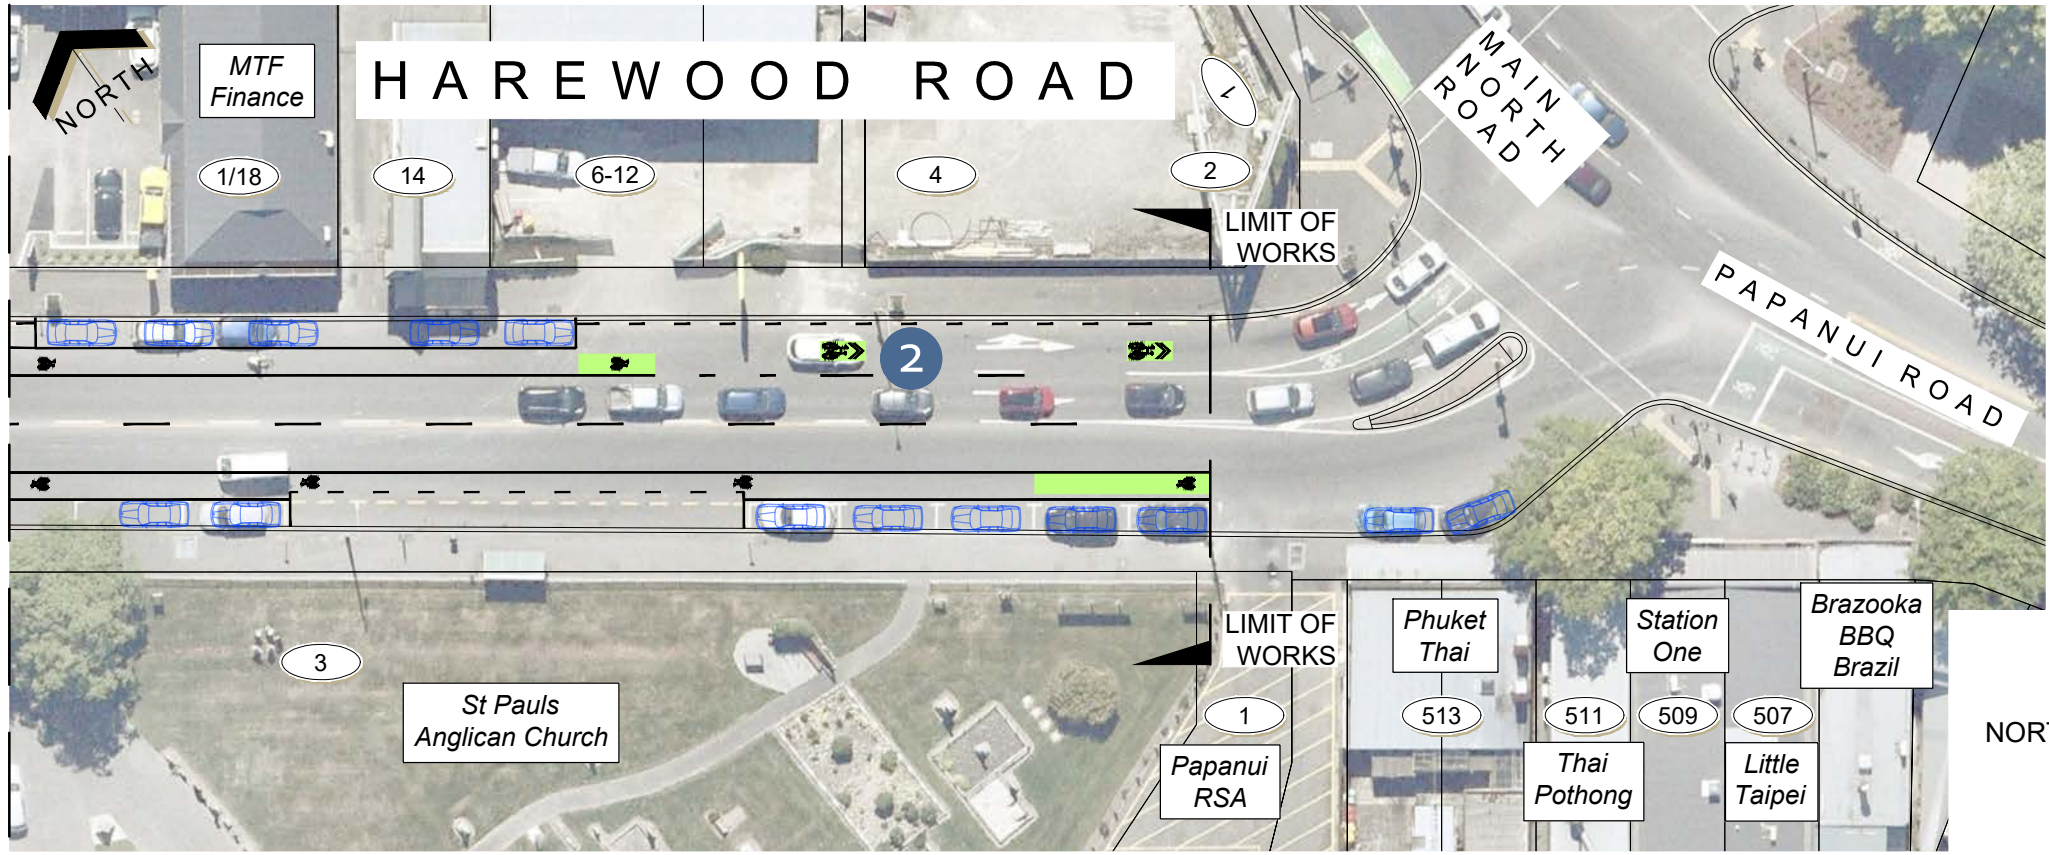 NORTH
MTF
Finance
HAREWOOD ROAD
1
MAIN
NORTH
ROAD
1/18
14
6-12
4
2
LIMIT OF
WORKS
PAPANUI ROAD
2
3
St Pauls
Anglican Church
LIMIT OF
WORKS
1
Papanui
RSA
Phuket
Thai
513
511
Thai
Pothong
Station
One
509
507
Little
Taipei
Brazooka
BBQ
Brazil
NORT